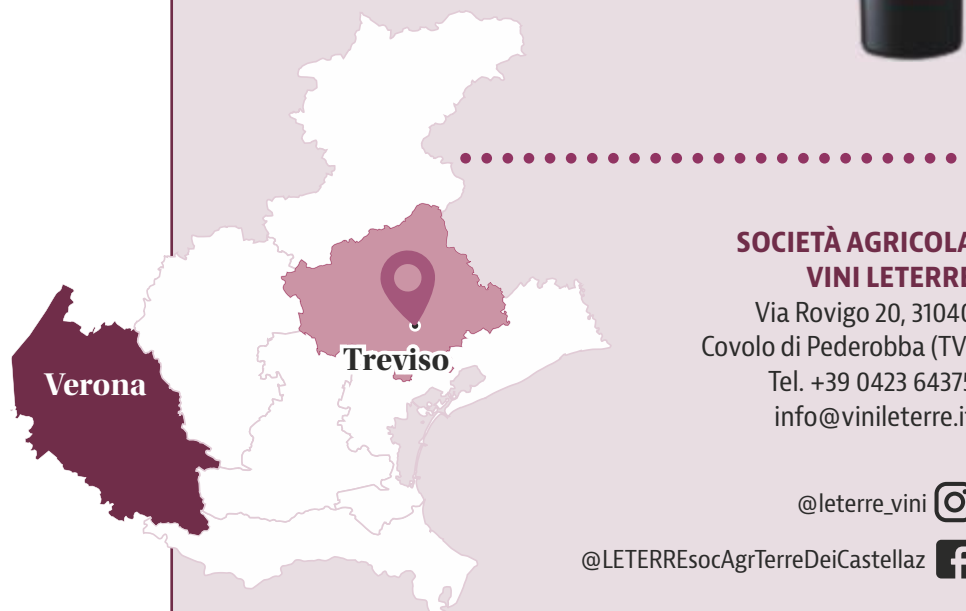 Verona
Treviso
SOCIETÀ AGRICOLA
VINI LETERRE
Via Rovigo 20, 31040
Covolo di Pederobba (TV)
Tel. +39 0423 64375
info@vinileterre.it
@leterre_vini
@LETERREsocAgrTerreDeiCastellaz